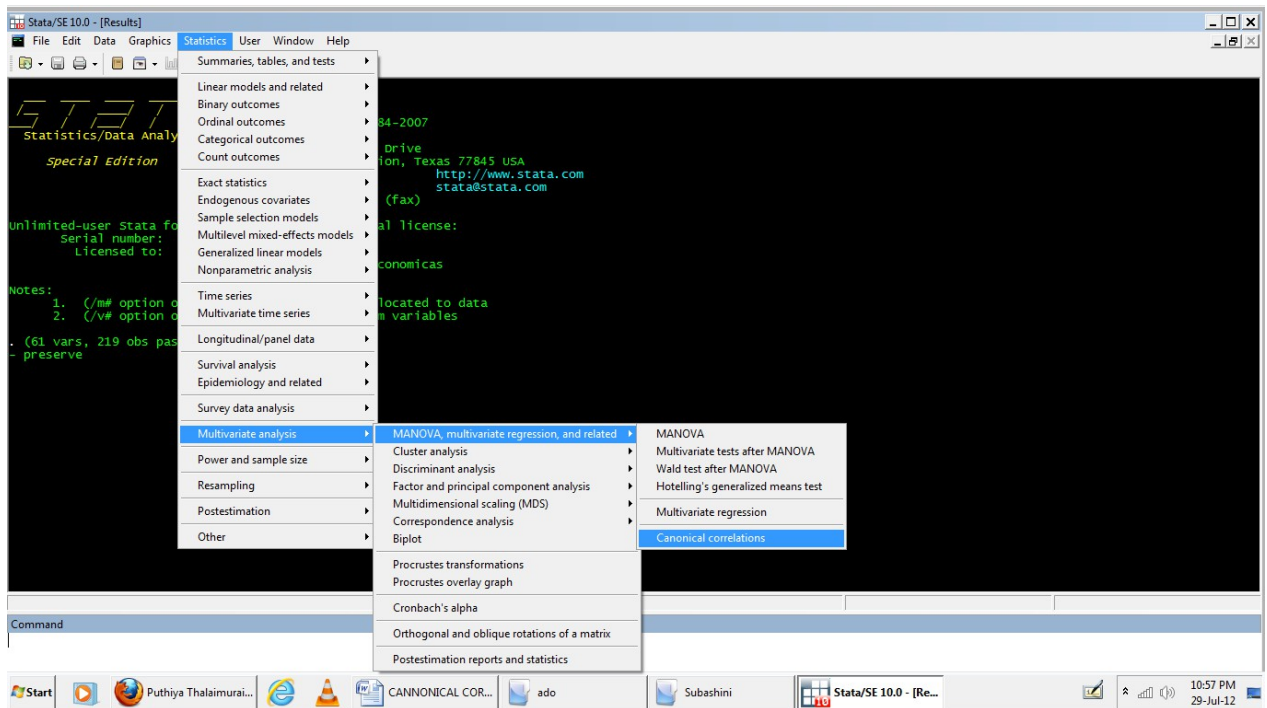 Stata/SE 10.0 - [Results]
File Edit Data Graphics Statistics User Window Help
Statistics/Data Analy
Special Edition
84-2007
Drive
ion, Texas 77845 USA
http://www.stata.com
stata@stata.com
(fax)
Unlimited-user Stata fo
al license:
Serial number:
Licensed to:
conomicas
Notes:
1. (/m# option o
located to data
2. (/v# option o
m variables
. (61 vars, 219 obs pas
- preserve
Summaries, tables, and tests
Linear models and related
Binary outcomes
Ordinal outcomes
Categorical outcomes
Count outcomes
Exact statistics
Endogenous covariates
Sample selection models
Multilevel mixed-effects models
Generalized linear models
Nonparametric analysis
Time series
Multivariate time series
Longitudinal/panel data
Survival analysis
Epidemiology and related
Survey data analysis
Multivariate analysis
Power and sample size
Resampling
Postestimation
Other
MANOVA, multivariate regression, and related
Cluster analysis
Discriminant analysis
Factor and principal component analysis
Multidimensional scaling (MDS)
Correspondence analysis
Biplot
Procrustes transformations
Procrustes overlay graph
Cronbach's alpha
Orthogonal and oblique rotations of a matrix
Postestimation reports and statistics
MANOVA
Multivariate tests after MANOVA
Wald test after MANOVA
Hotelling's generalized means test
Multivariate regression
Canonical correlations
Command
Start
Puthiya Thalaimurai...
CANNONICAL COR...
ado
Subashini
Stata/SE 10.0 - [Re...
10:57 PM
29-Jul-12